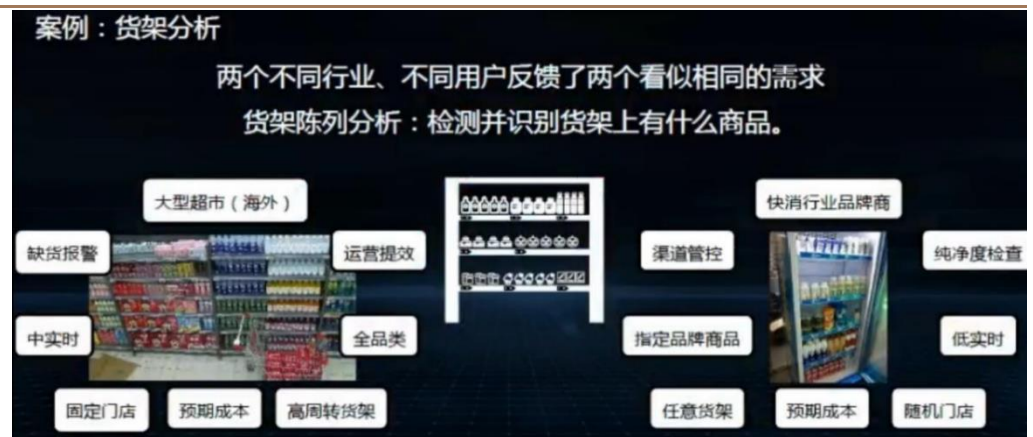 案例：货架分析
两个不同行业、不同用户反馈了两个看似相同的需求
货架陈列分析：检测并识别货架上有什么商品。
大型超市（海外）
缺货报警
运营提效
中实时
全品类
固定门店
预期成本
高周转货架
快消行业品牌商
渠道管控
纯净度检查
指定品牌商品
低实时
任意货架
预期成本
随机门店